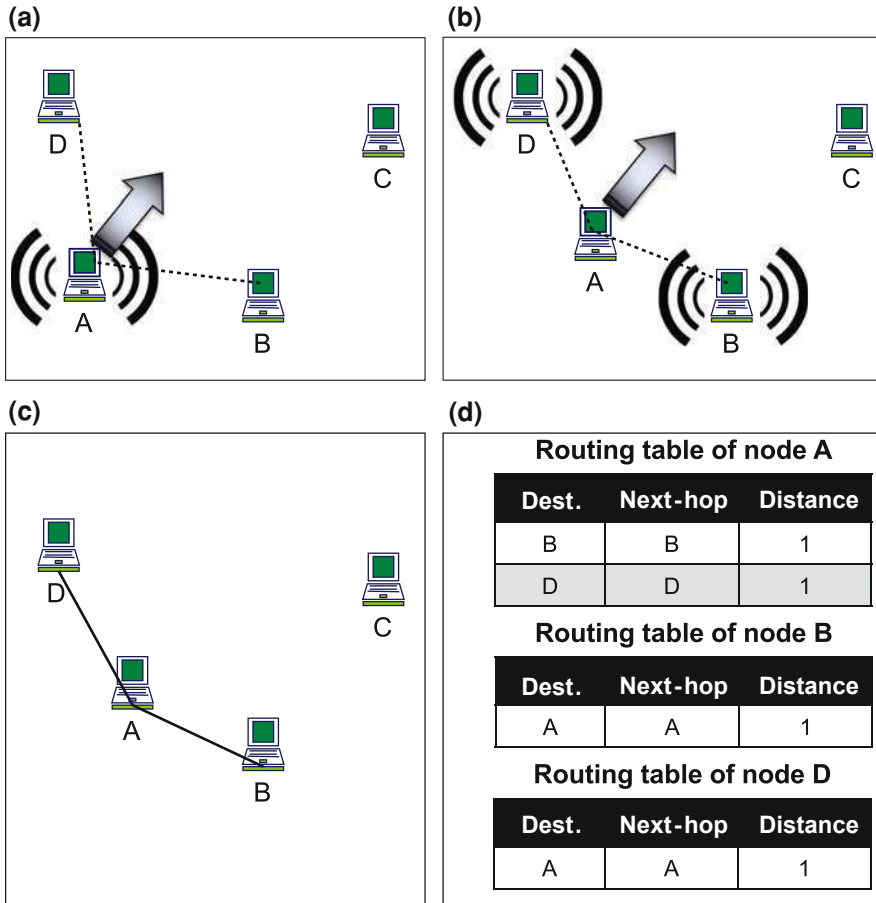 (a)
D
C
A
B
(b)
D
C
A
B
(c)
D
C
A
B
(d)
Routing table of node A
Dest. Next-hop Distance
B B 1
D D 1
Routing table of node B
Dest. Next-hop Distance
A A 1
Routing table of node D
Dest. Next-hop Distance
A A 1